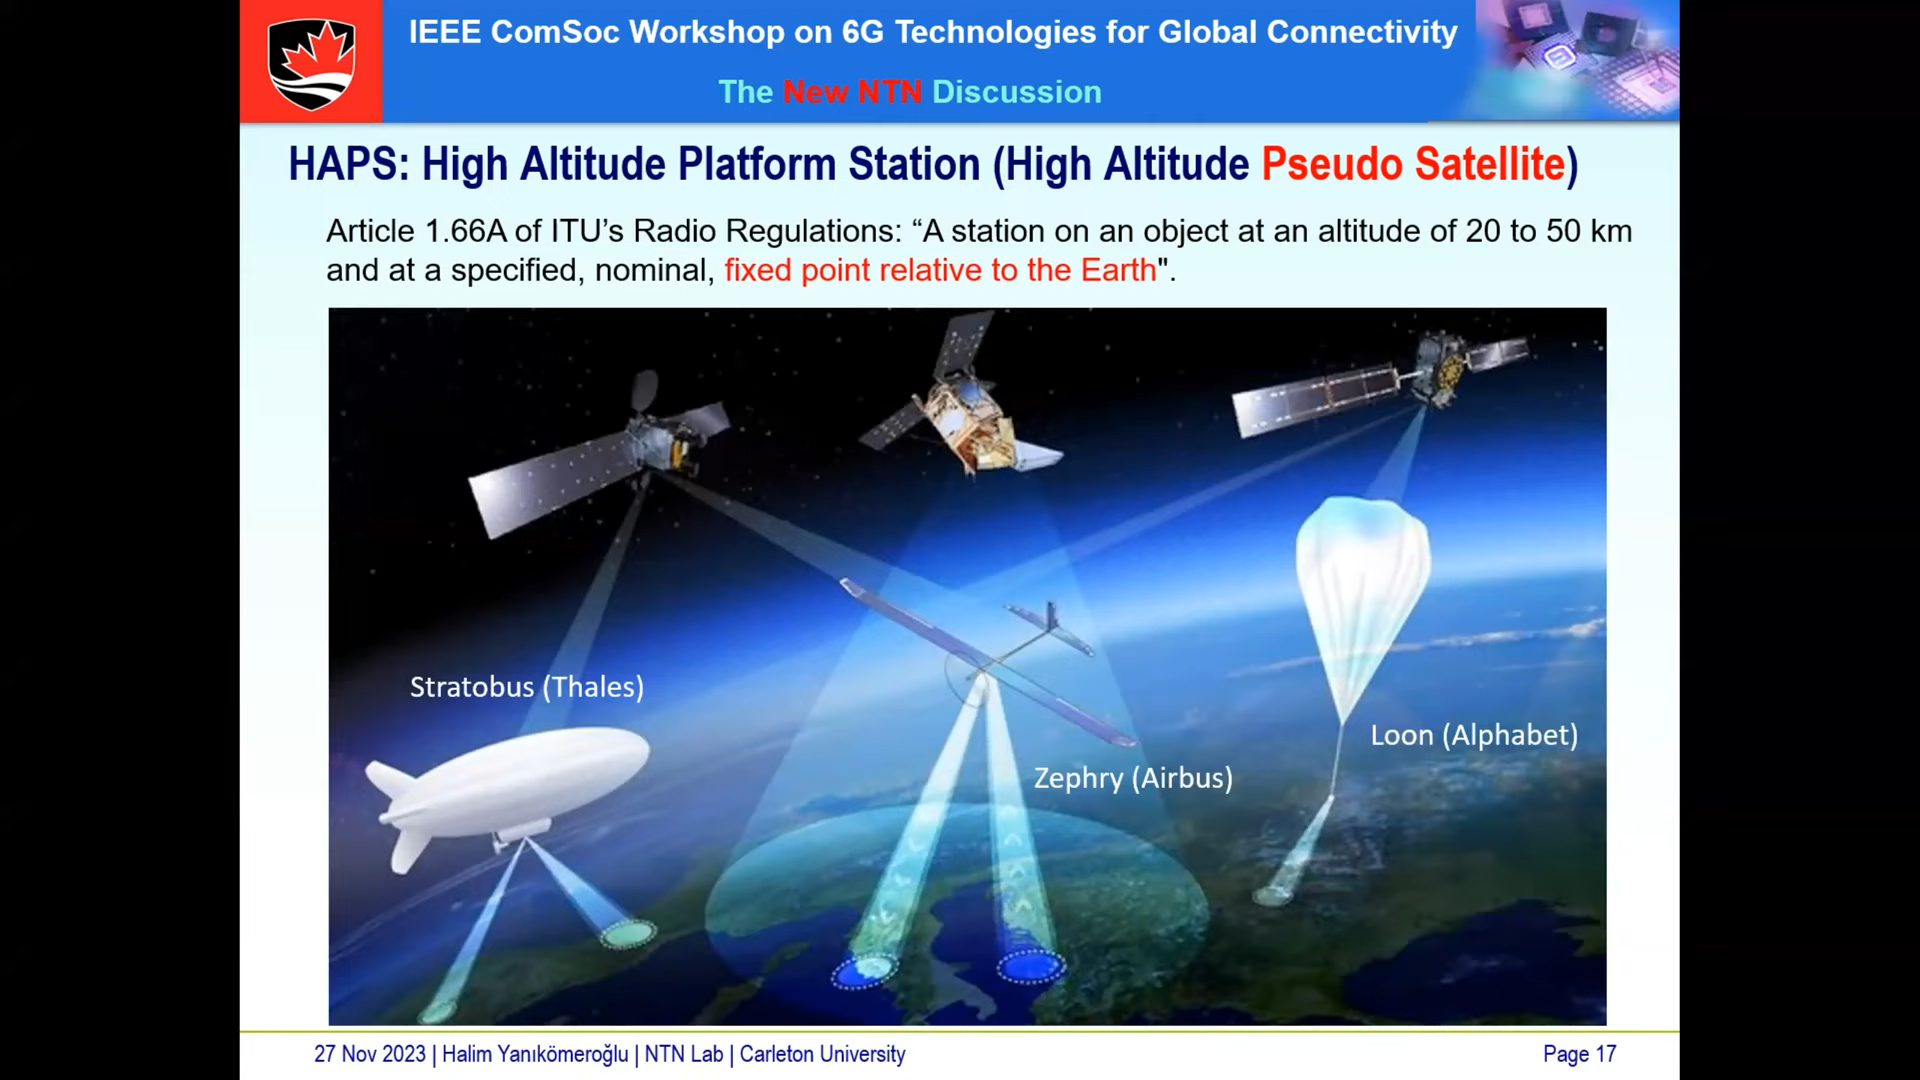 IEEE ComSoc Workshop on 6G Technologies for Global Connectivity
The New NTN Discussion
HAPS: High Altitude Platform Station (High Altitude Pseudo Satellite)
Article 1.66A of ITU’s Radio Regulations: “A station on an object at an altitude of 20 to 50 km
and at a specified, nominal, fixed point relative to the Earth".
Stratobus (Thales)
Loon (Alphabet)
Zephry (Airbus)
27 Nov 2023 | Halim Yanıkömeroğlu | NTN Lab | Carleton University
Page 17